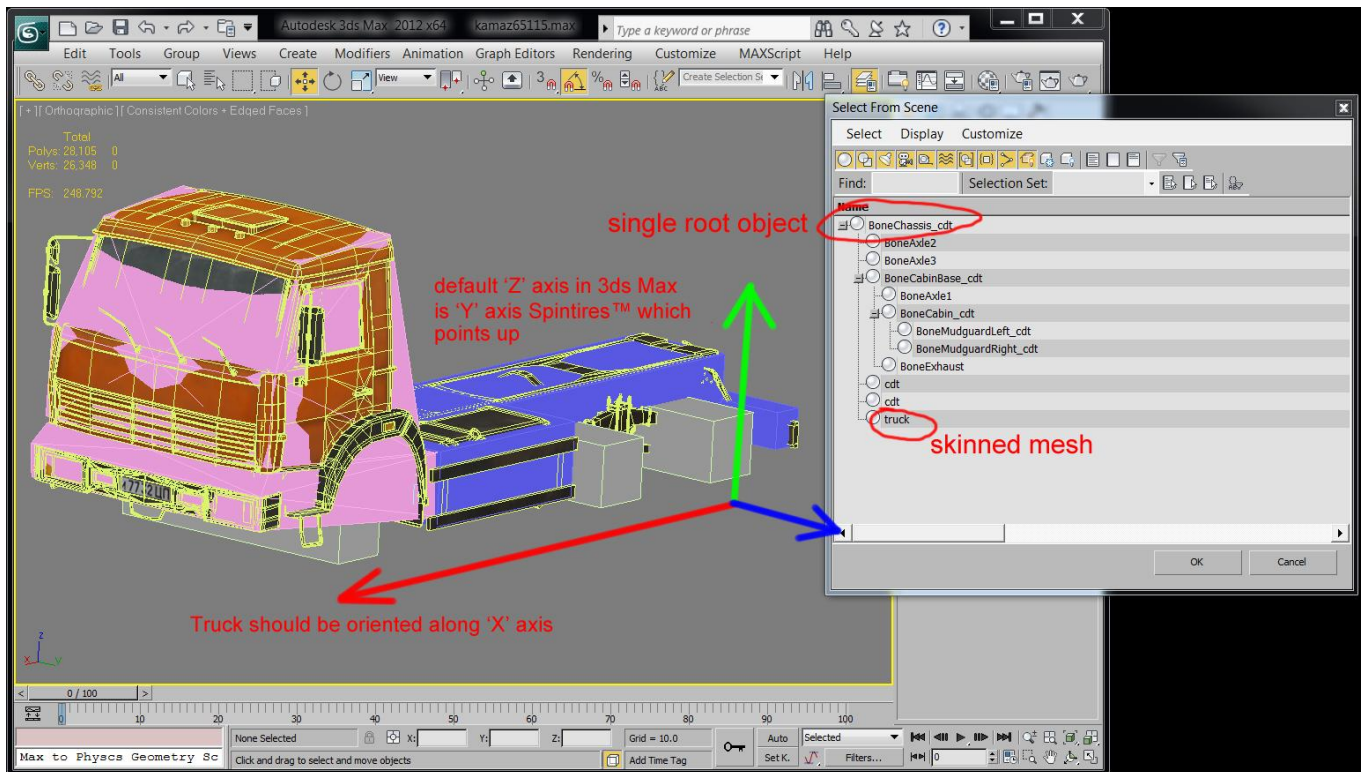 Autodesk 3ds Max 2012 x64 kamaz65115.max Type a keyword or phrase
Edit Tools Group Views Create Modifiers Animation Graph Editors Rendering Customize MAXScript Help
All View 3 % ABC Create Selection Se
[ + ][ Orthographic ][ Consistent Colors + Edged Faces ]
Total
Polys: 28,105 0
Verts: 26,348 0
FPS: 248.792
Select From Scene
Select Display Customize
Find: Selection Set:
Name
single root object
BoneChassis_cdt
BoneAxle2
BoneAxle3
BoneCabinBase_cdt
BoneAxle1
BoneCabin_cdt
BoneMudguardLeft_cdt
BoneMudguardRight_cdt
BoneExhaust
cdt
cdt
truck
skinned mesh
OK Cancel
default ‘Z’ axis in 3ds Max
is ‘Y’ axis Spintires™ which
points up
Truck should be oriented along ‘X’ axis
z
x y
< 0 / 100 >
0 10 20 30 40 50 60 70 80 90 100
None Selected X: Y: Z: Grid = 10.0 Auto Selected
Max to Physcs Geometry Sc Click and drag to select and move objects Add Time Tag Set K. Filters... 0